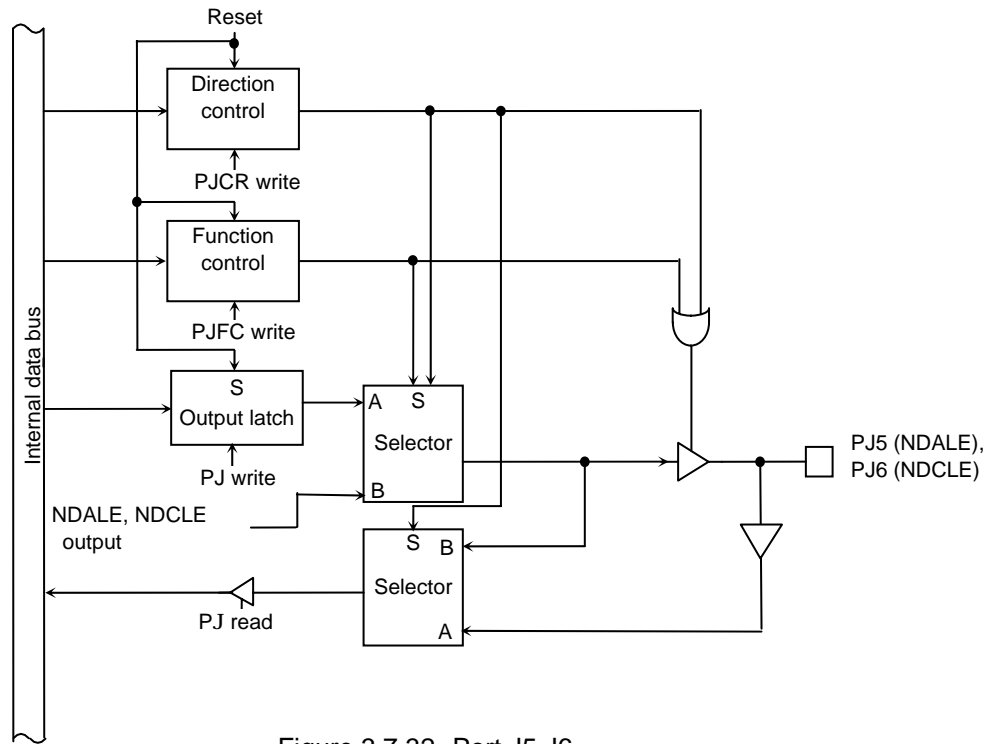 Reset
Direction
control
PJCR write
Function
control
PJFC write
Internal data bus
S
Output latch
PJ write
A
S
Selector
B
NDALE, NDCLE
output
PJ5 (NDALE),
PJ6 (NDCLE)
S
B
Selector
A
PJ read
Figure 3.7.32 Port J5, J6